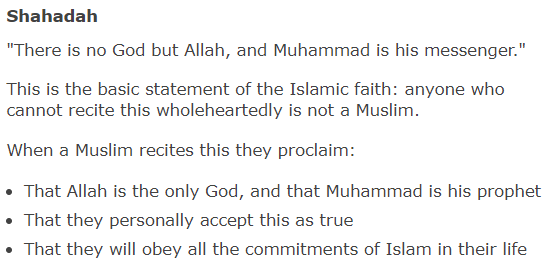 Shahadah
"There is no God but Allah, and Muhammad is his messenger."
This is the basic statement of the Islamic faith: anyone who
cannot recite this wholeheartedly is not a Muslim.
When a Muslim recites this they proclaim:
• That Allah is the only God, and that Muhammad is his prophet
• That they personally accept this as true
• That they will obey all the commitments of Islam in their life